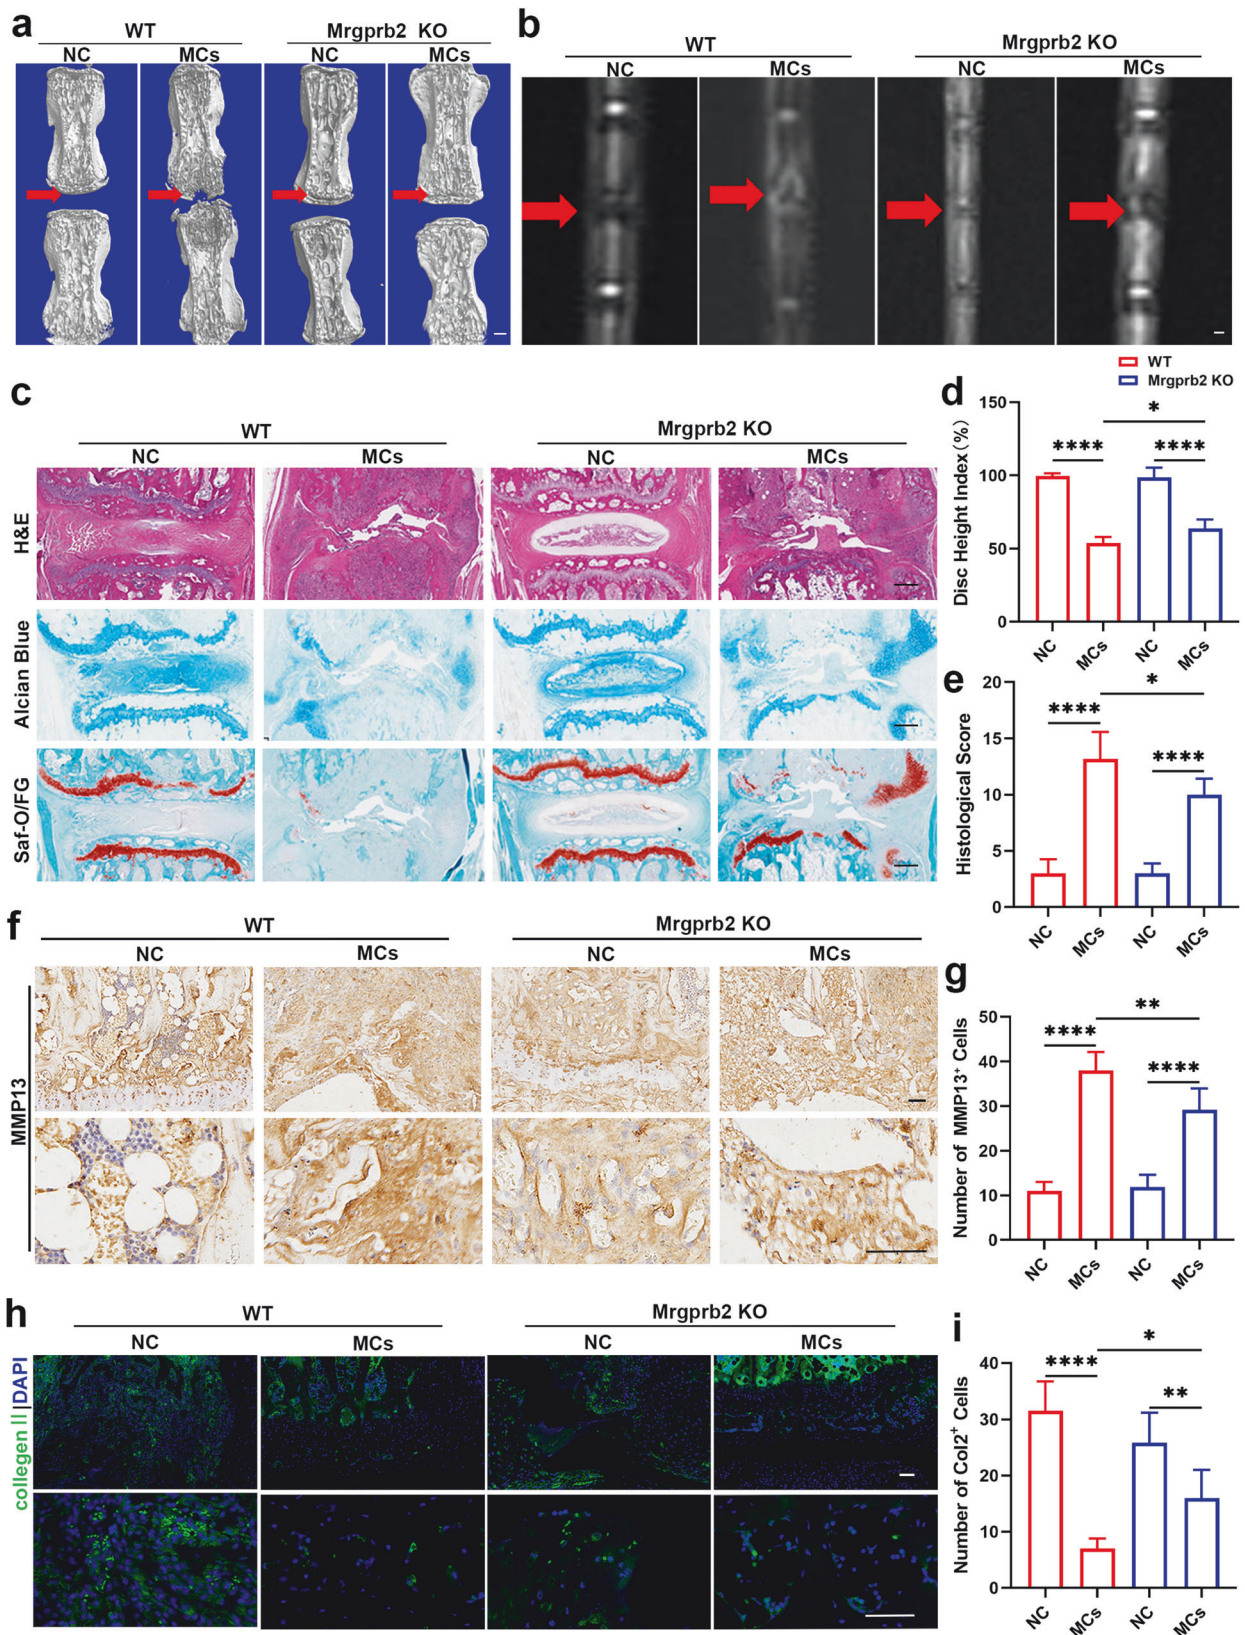 a
WT
Mrgprb2 KO
NC
MCs
NC
MCs
b
WT
Mrgprb2 KO
NC
MCs
NC
MCs
c
WT
Mrgprb2 KO
NC
MCs
NC
MCs
H&E
Alcian Blue
Saf-O/FG
WT
Mrgprb2 KO
d
Disc Height Index(%)
150
100
50
0
****
****
*
NC
MCs
NC
MCs
e
Histological Score
20
15
10
5
0
****
****
*
NC
MCs
NC
MCs
f
WT
Mrgprb2 KO
NC
MCs
NC
MCs
MMP13
g
Number of MMP13+ Cells
50
40
30
20
10
0
****
****
**
NC
MCs
NC
MCs
h
WT
Mrgprb2 KO
NC
MCs
NC
MCs
collegen II|DAPI
i
Number of Col2+ Cells
40
30
20
10
0
****
**
*
NC
MCs
NC
MCs